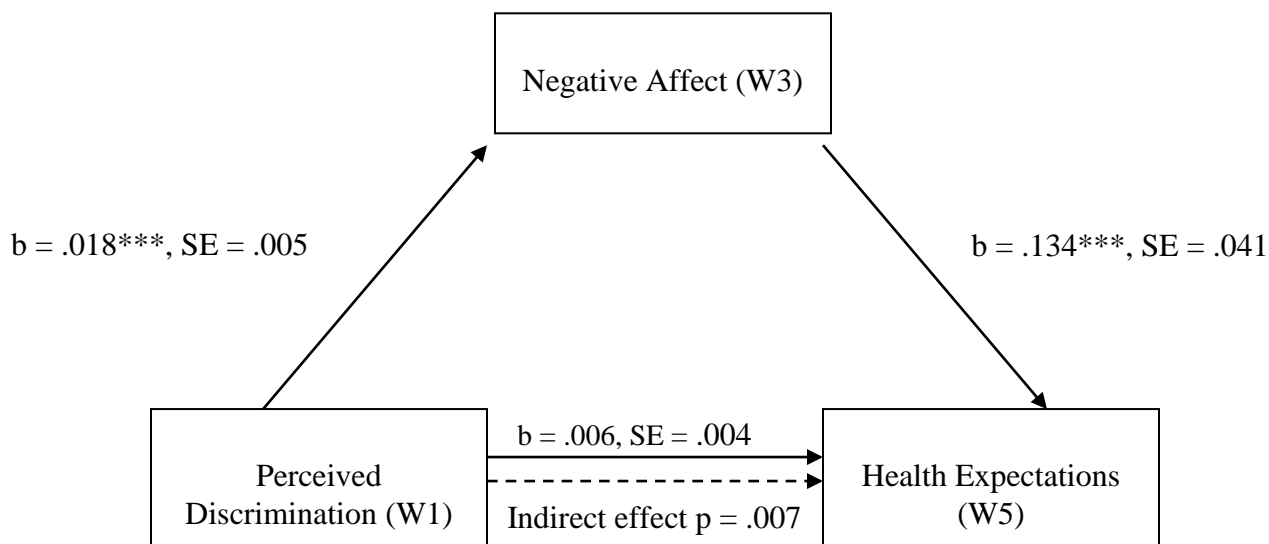 Negative Affect (W3)
b = .018***, SE = .005
b = .134***, SE = .041
b = .006, SE = .004
Perceived
Discrimination (W1)
Indirect effect p = .007
Health Expectations
(W5)